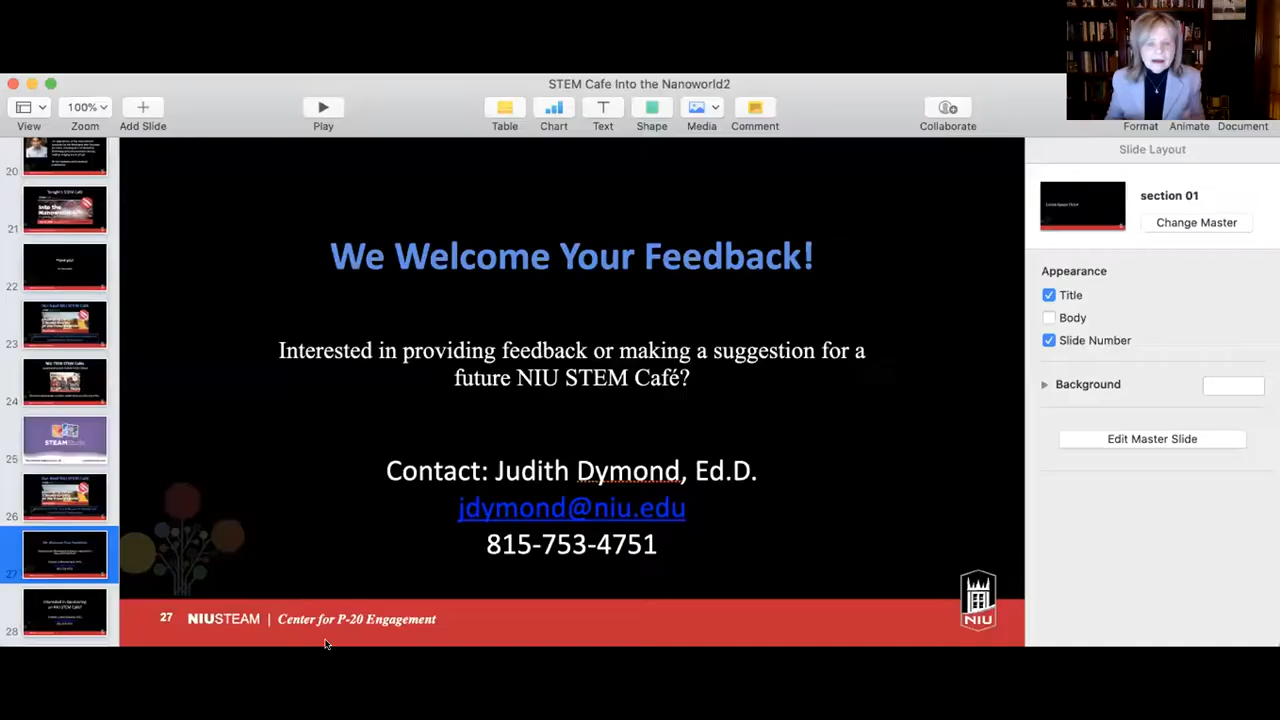 STEM Cafe Into the Nanoworld2
100%
View
Zoom
Add Slide
Play
Table
Chart
Text
Shape
Media
Comment
Collaborate
Format
Animate
Document
20
21
Into the
Nanoworld
22
23
24
25
STEAM
26
27
28
We Welcome Your Feedback!
Interested in providing feedback or making a suggestion for a
future NIU STEM Café?
Contact: Judith Dymond, Ed.D.
jdymond@niu.edu
815-753-4751
27 NIUSTEAM | Center for P-20 Engagement
NIU
Slide Layout
section 01
Change Master
Appearance
Title
Body
Slide Number
Background
Edit Master Slide